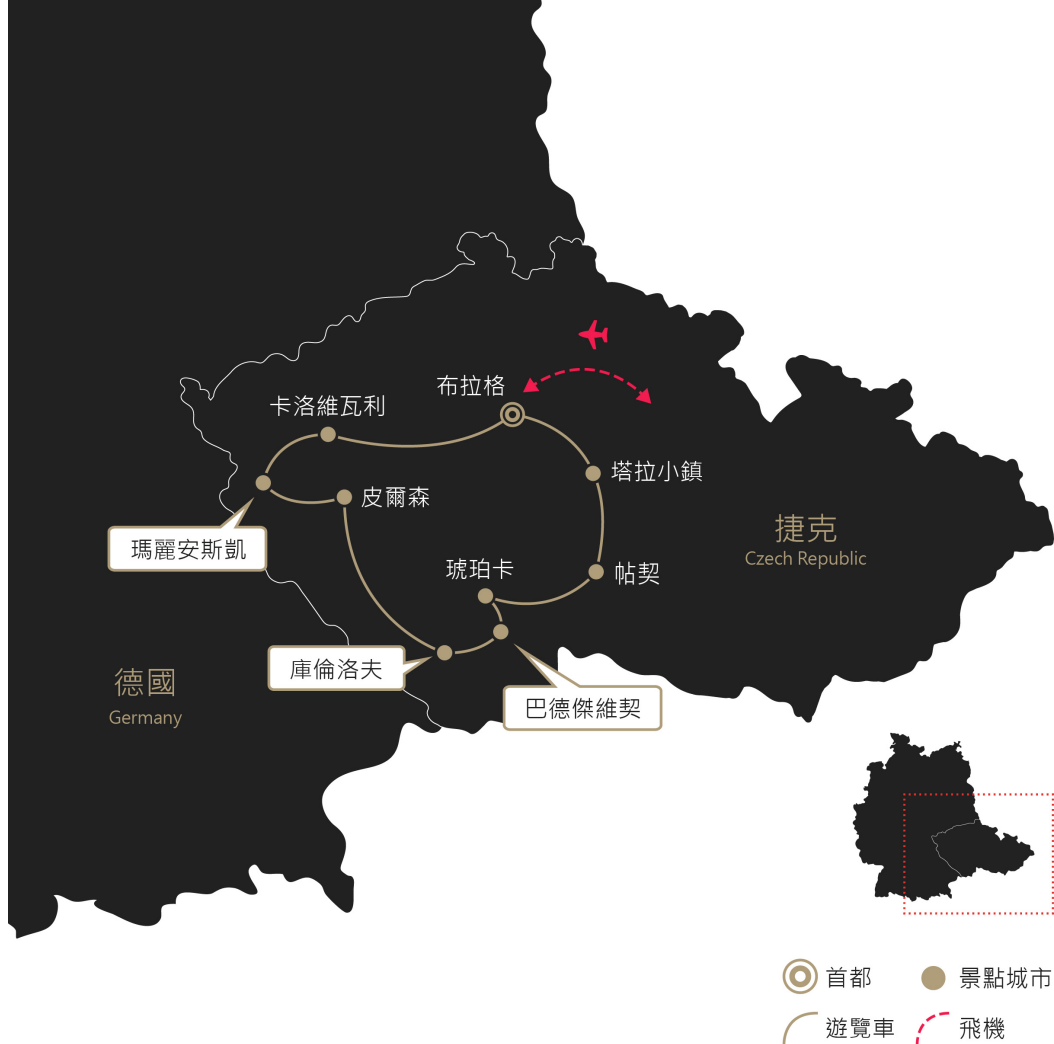 布拉格
卡洛維瓦利
塔拉小鎮
皮爾森
捷克
Czech Republic
瑪麗安斯凱
琥珀卡
帖契
庫倫洛夫
德國
Germany
巴德傑維契
首都
景點城市
遊覽車
飛機